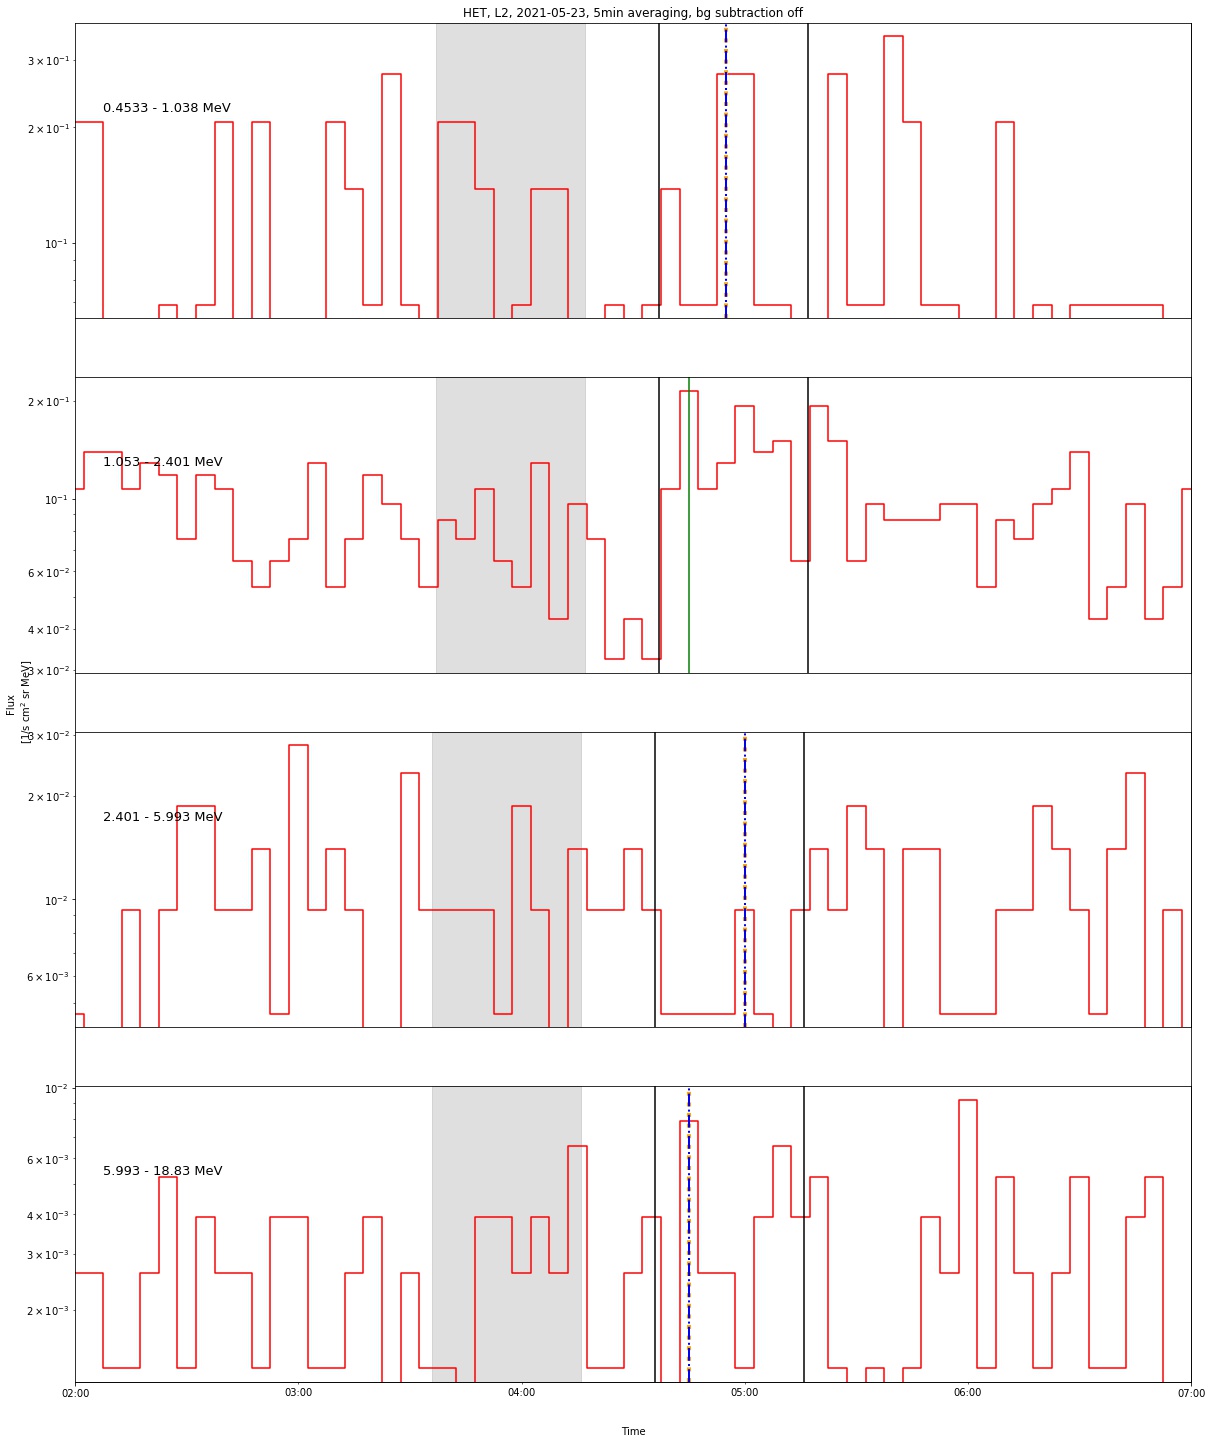 HET, L2, 2021-05-23, 5min averaging, bg subtraction off
3 × 10⁻¹
0.4533 - 1.038 MeV
2 × 10⁻¹
10⁻¹
2 × 10⁻¹
1.053 - 2.401 MeV
10⁻¹
6 × 10⁻²
4 × 10⁻²
3 × 10⁻²
Flux
[1/s cm² sr MeV]
3 × 10⁻²
2 × 10⁻²
2.401 - 5.993 MeV
10⁻²
6 × 10⁻³
10⁻²
6 × 10⁻³
5.993 - 18.83 MeV
4 × 10⁻³
3 × 10⁻³
2 × 10⁻³
02:00 03:00 04:00 05:00 06:00 07:00
Time